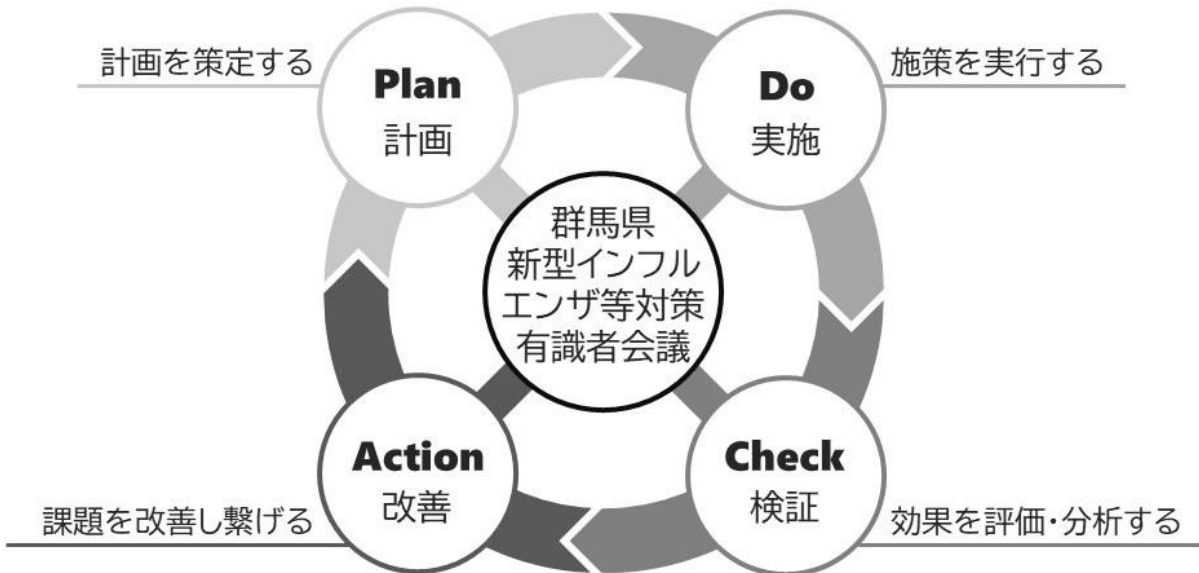 計画を策定する
Plan
計画
Do
実施
施策を実行する
群馬県
新型インフル
エンザ等対策
有識者会議
課題を改善し繋げる
Action
改善
Check
検証
効果を評価・分析する